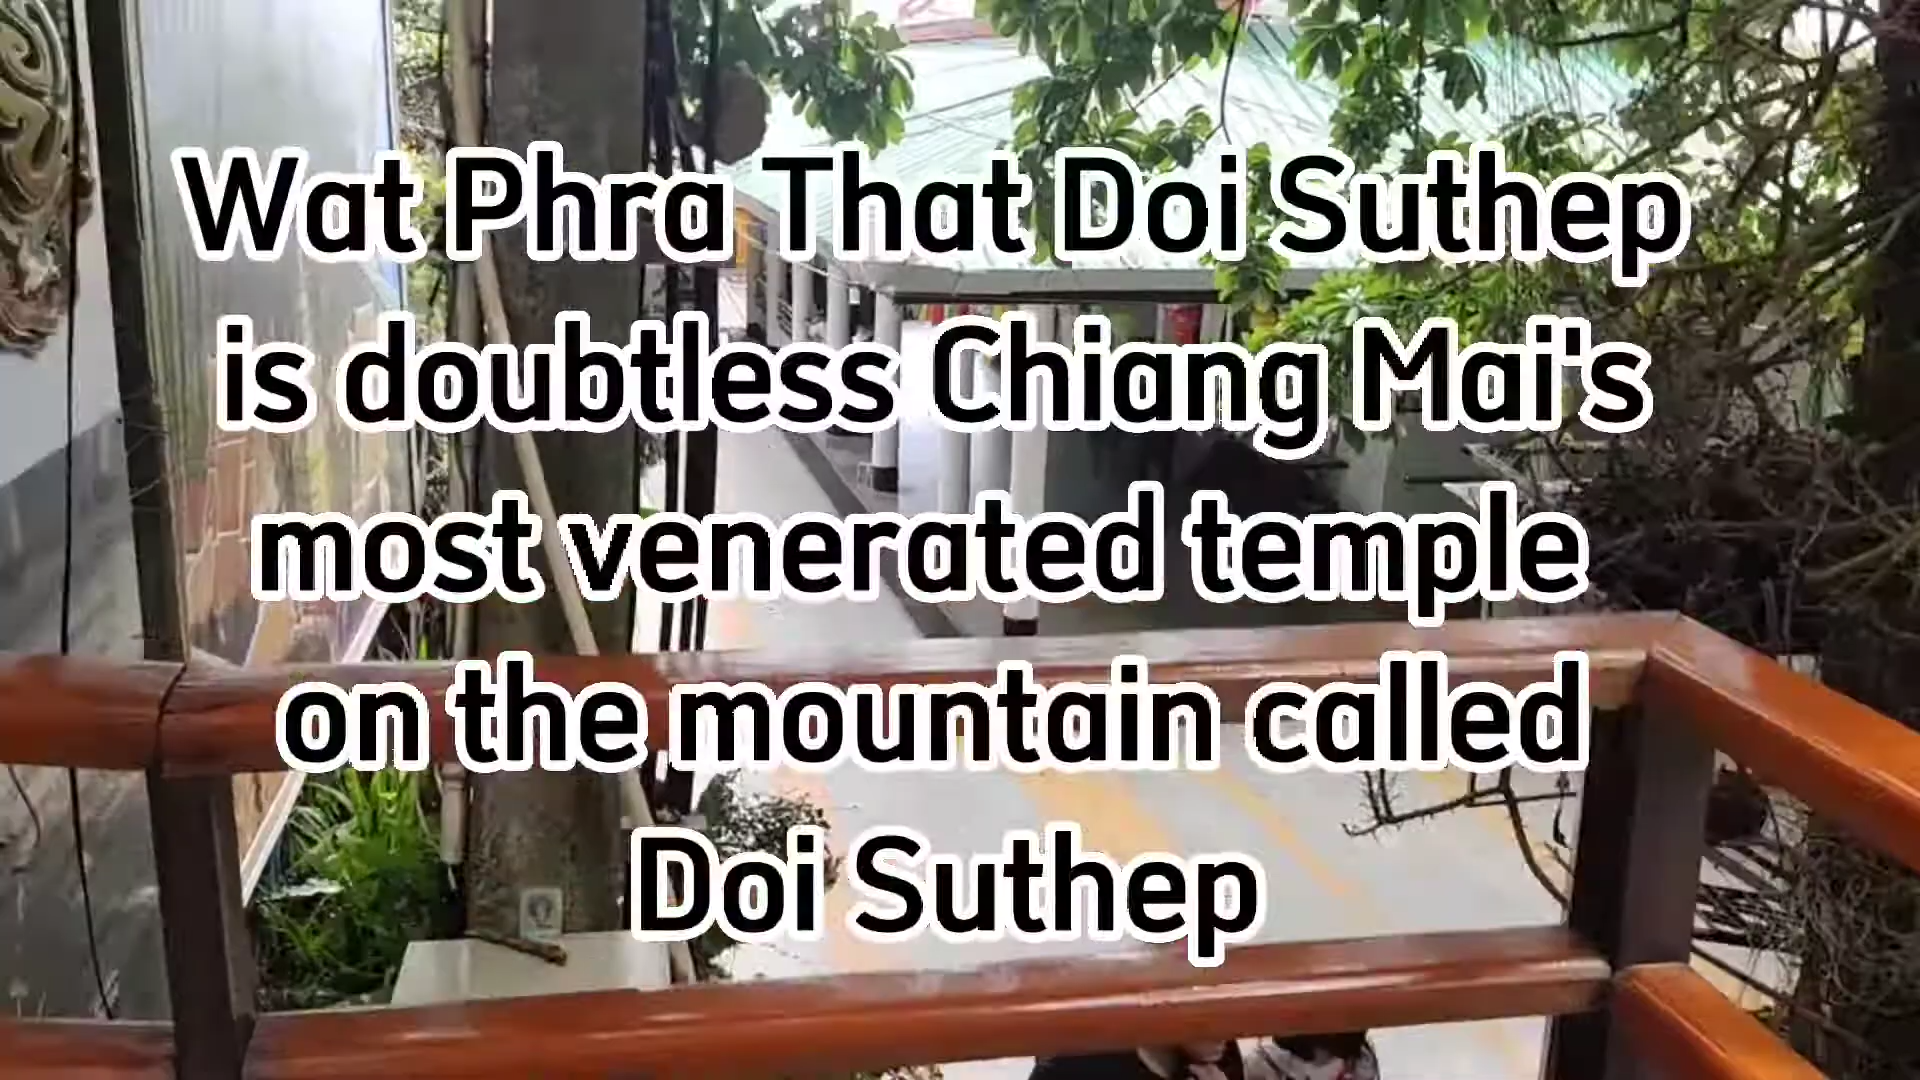 Wat Phra That Doi Suthep
is doubtless Chiang Mai's
most venerated temple
on the mountain called
Doi Suthep